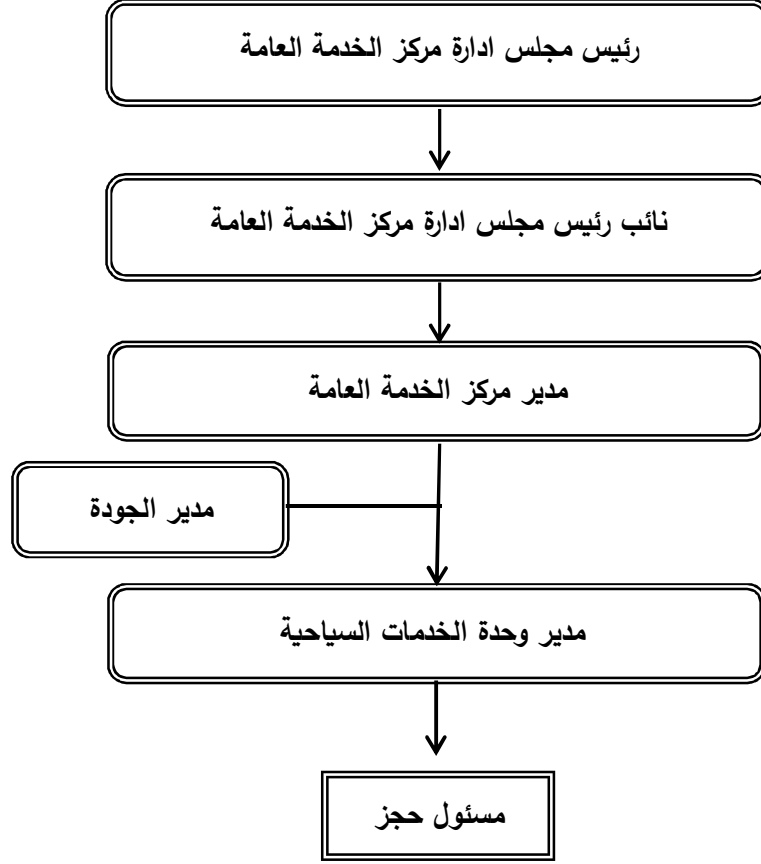 رئيس مجلس ادارة مركز الخدمة العامة
نائب رئيس مجلس ادارة مركز الخدمة العامة
مدير مركز الخدمة العامة
مدير الجودة
مدير وحدة الخدمات السياحية
مسئول حجز